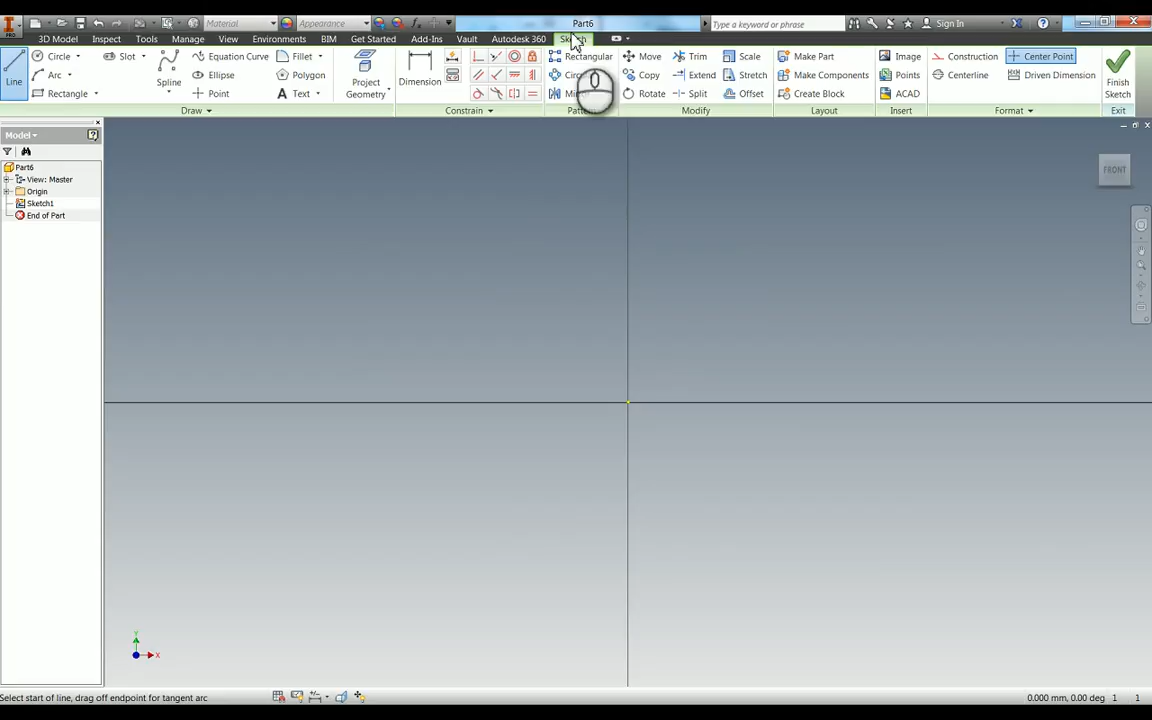 Material
Appearance
Part6
Type a keyword or phrase
Sign In
PRO
3D Model
Inspect
Tools
Manage
View
Environments
BIM
Get Started
Add-Ins
Vault
Autodesk 360
Line
Circle
Arc
Rectangle
Slot
Spline
Equation Curve
Ellipse
Point
Fillet
Polygon
Text
Project
Geometry
Dimension
Rectangular
Move
Copy
Rotate
Trim
Extend
Split
Scale
Stretch
Offset
Make Part
Make Components
Create Block
Image
Points
ACAD
Construction
Centerline
Center Point
Driven Dimension
Finish
Sketch
Draw
Constrain
Modify
Layout
Insert
Format
Exit
Model
Part6
View: Master
Origin
Sketch1
End of Part
FRONT
Y
X
Select start of line, drag off endpoint for tangent arc
0.000 mm, 0.00 deg 1 1